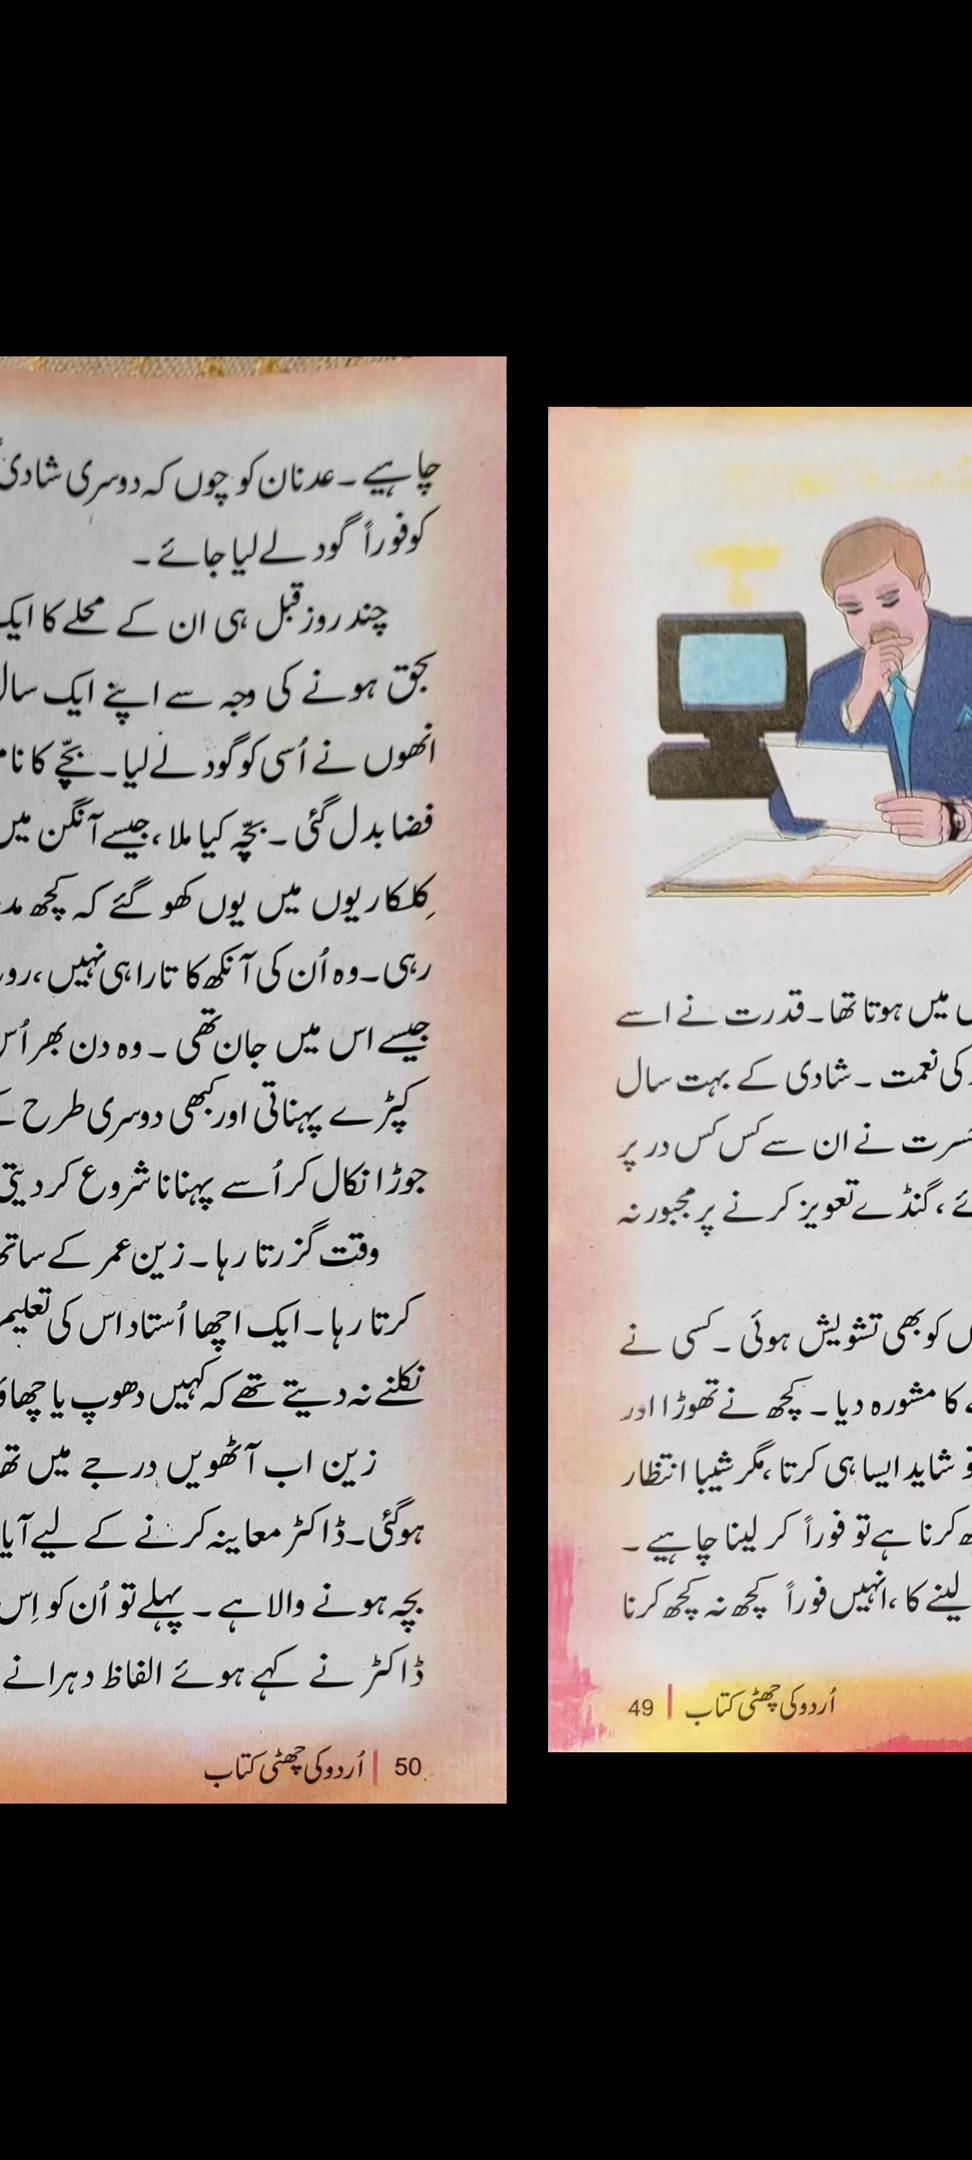 چاہیے۔ عدنان کو چوں کہ دوسری شادی
کو فوراً گود لے لیا جائے۔
چند روز قبل ہی ان کے محلے کا ایک
بحق ہونے کی وجہ سے اپنے ایک سال
انھوں نے اُسی کو گود لے لیا۔ بچّے کا نام
فضا بدل گئی۔ بچّہ کیا ملا، جیسے آنگن میں
کِلکاریوں میں یوں کھو گئے کہ کچھ
رہی۔ وہ اُن کی آنکھ کا تارا ہی نہیں،
جیسے اس میں جان تھی۔ وہ دن بھر اُس
کپڑے پہناتی اور کبھی دوسری طرح
جوڑا نکال کر اُسے پہنانا شروع کر دیتی
وقت گزرتا رہا۔ زین عمر کے ساتھ
کرتا رہا۔ ایک اچھا اُستاد اس کی تعلیم
نکلنے نہ دیتے تھے کہ کہیں دھوپ یا
زین اب آٹھویں درجے میں
ہوگئی۔ ڈاکٹر معاینہ کرنے کے لیے آیا
بچہ ہونے والا ہے۔ پہلے تو اُن کو اِس
ڈاکٹر نے کہے ہوئے الفاظ دہرانے
50 | اُردو کی چھٹی کتاب
میں ہوتا تھا۔ قدرت نے اسے
کی نعمت۔ شادی کے بہت سال
نے ان سے کس کس در پر
، گنڈے تعویز کرنے پر مجبور نہ
کو بھی تشویش ہوئی۔ کسی نے
کا مشورہ دیا۔ کچھ نے تھوڑا اور
شاید ایسا ہی کرتا، مگر شیبا انتظار
کرنا ہے تو فوراً کر لینا چاہیے۔
لینے کا، انہیں فوراً کچھ نہ کچھ کرنا
اُردو کی چھٹی کتاب | 49